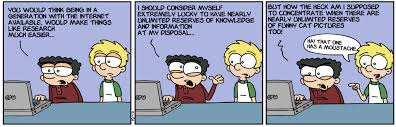 YOU WOULD THINK BEING IN A
GENERATION WITH THE INTERNET
AVAILABLE, WOULD MAKE THINGS
LIKE RESEARCH
MUCH EASIER...
I SHOULD CONSIDER MYSELF
EXTREMELY LUCKY TO HAVE NEARLY
UNLIMITED RESERVES OF KNOWLEDGE
AND INFORMATION
AT MY DISPOSAL...
BUT HOW THE HECK AM I SUPPOSED
TO CONCENTRATE WHEN THERE ARE
NEARLY UNLIMITED RESERVES
OF FUNNY CAT PICTURES
TOO!
HA! THAT ONE
HAS A MOUSTACHE.